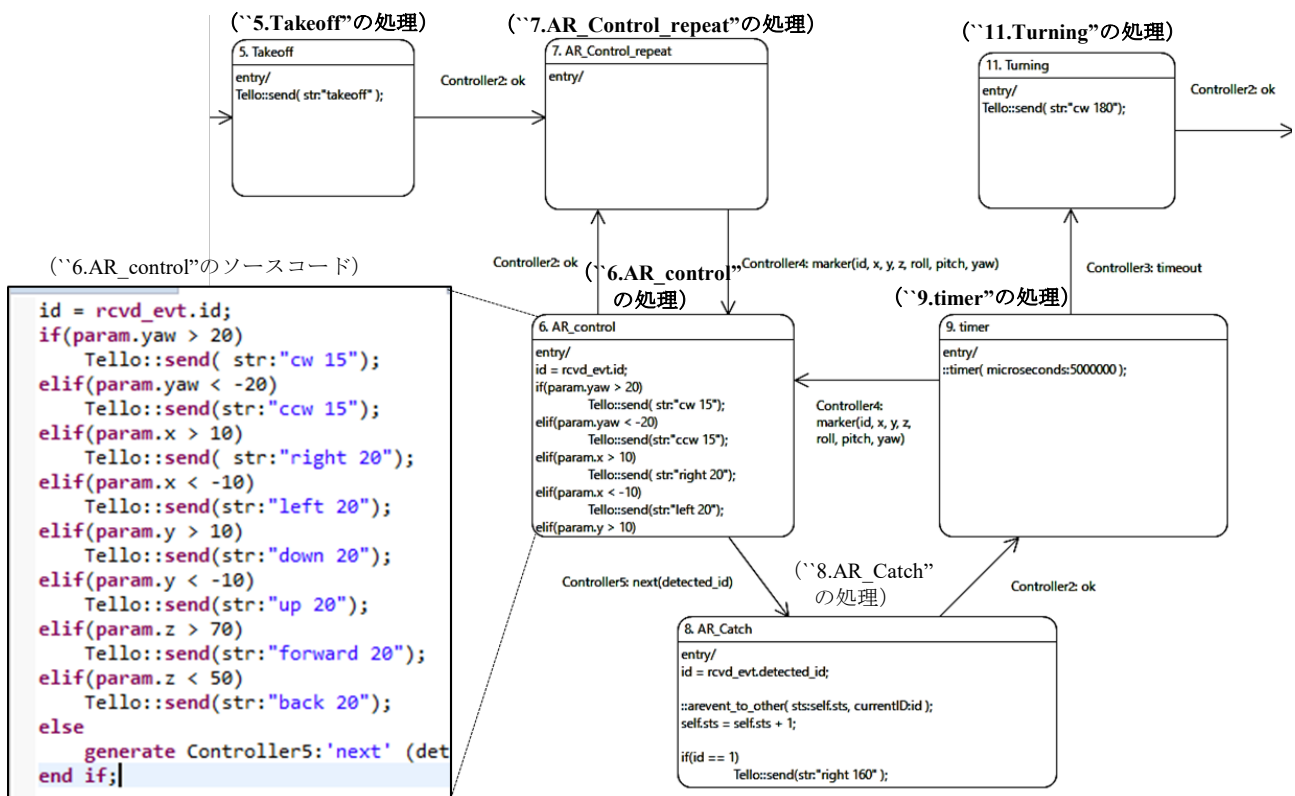 (``5.Takeoff”の処理)
(``7.AR_Control_repeat”の処理)
(``11.Turning”の処理)
5. Takeoff
entry/
Tello::send( str:"takeoff" );
Controller2: ok
7. AR_Control_repeat
entry/
11. Turning
entry/
Tello::send( str:"cw 180");
Controller2: ok
(``6.AR_control”のソースコード)
Controller2: ok
(``6.AR_control”
の処理)
Controller4: marker(id, x, y, z, roll, pitch, yaw)
Controller3: timeout
(``9.timer”の処理)
id = rcvd_evt.id;
if(param.yaw > 20)
Tello::send( str:"cw 15");
elif(param.yaw < -20)
Tello::send(str:"ccw 15");
elif(param.x > 10)
Tello::send( str:"right 20");
elif(param.x < -10)
Tello::send(str:"left 20");
elif(param.y > 10)
Tello::send(str:"down 20");
elif(param.y < -10)
Tello::send(str:"up 20");
elif(param.z > 70)
Tello::send(str:"forward 20");
elif(param.z < 50)
Tello::send(str:"back 20");
else
generate Controller5:'next' (det
end if;
6. AR_control
entry/
id = rcvd_evt.id;
if(param.yaw > 20)
Tello::send( str:"cw 15");
elif(param.yaw < -20)
Tello::send(str:"ccw 15");
elif(param.x > 10)
Tello::send( str:"right 20");
elif(param.x < -10)
Tello::send(str:"left 20");
elif(param.y > 10)
9. timer
entry/
::timer( microseconds:5000000 );
Controller4:
marker(id, x, y, z,
roll, pitch, yaw)
Controller5: next(detected_id)
(``8.AR_Catch”
の処理)
Controller2: ok
8. AR_Catch
entry/
id = rcvd_evt.detected_id;
::arevent_to_other( sts:self.sts, currentID:id );
self.sts = self.sts + 1;
if(id == 1)
Tello::send(str:"right 160" );